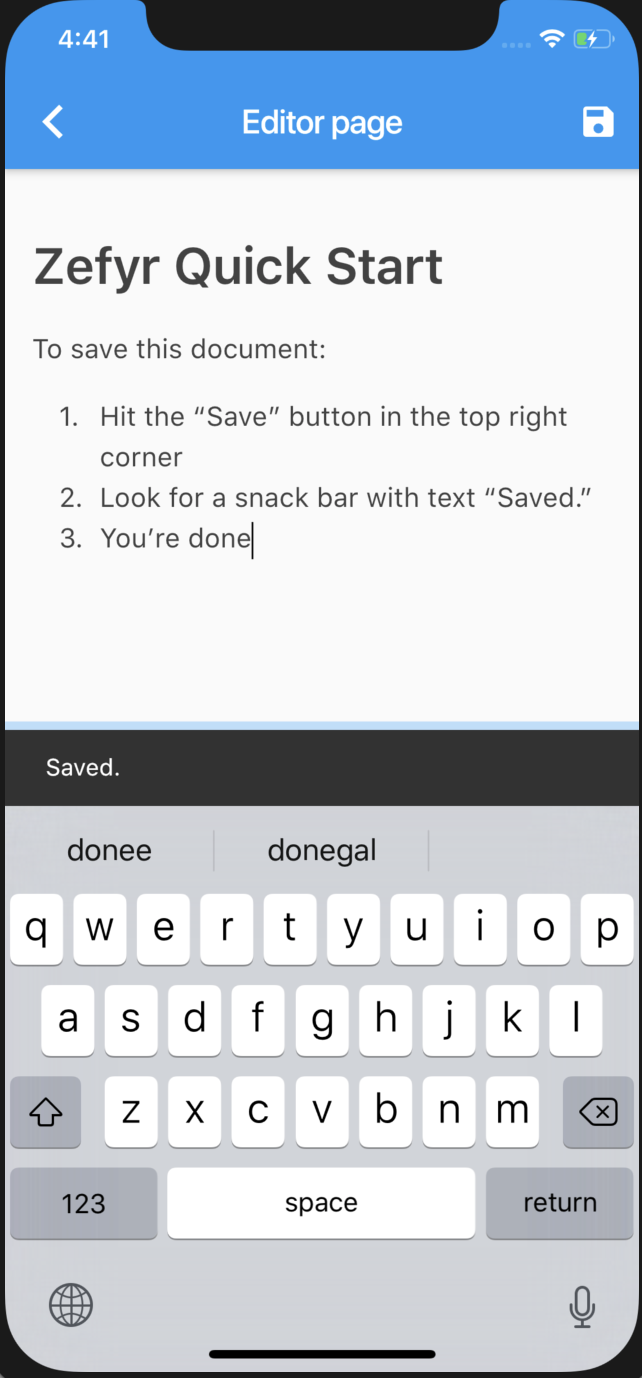 4:41
Editor page
Zefyr Quick Start
To save this document:
1. Hit the “Save” button in the top right
corner
2. Look for a snack bar with text “Saved.”
3. You’re done
Saved.
donee donegal
q w e r t y u i o p
a s d f g h j k l
z x c v b n m
123 space return